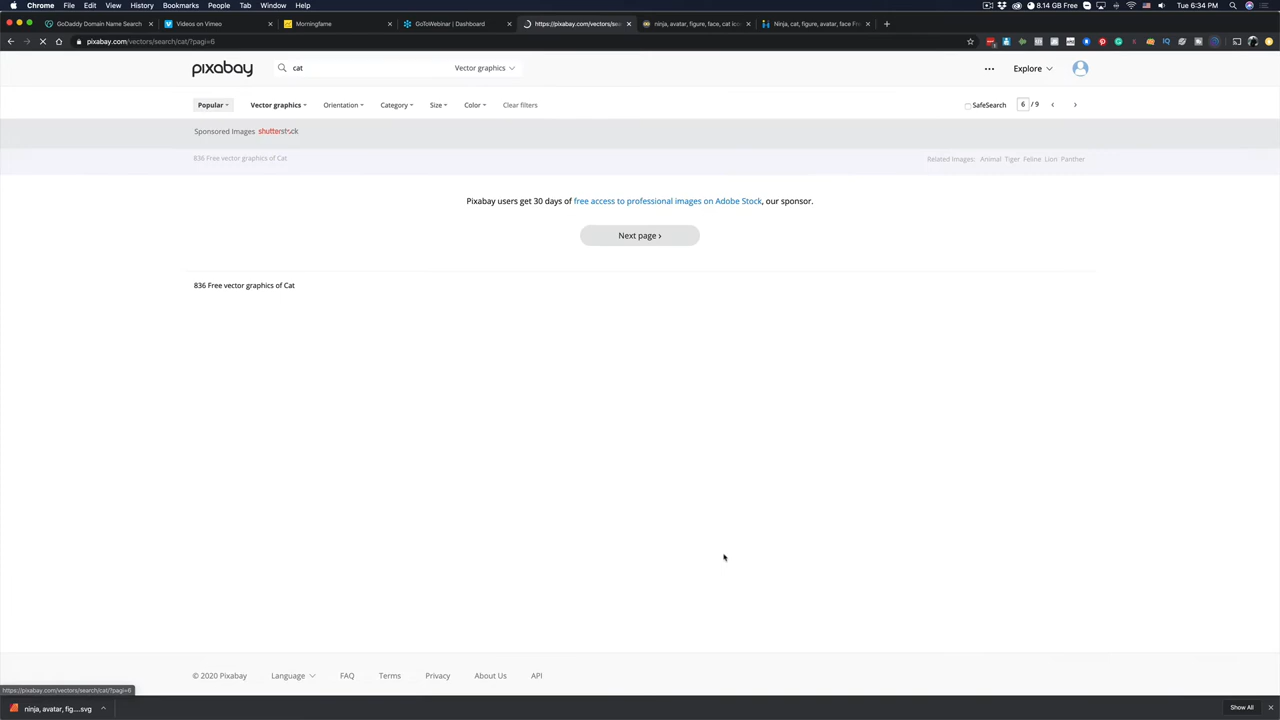 Chrome File Edit View History Bookmarks People Tab Window Help
8.14 GB Free
Tue 6:34 PM
GoDaddy Domain Name Search
Videos on Vimeo
Morningfame
GoToWebinar | Dashboard
https://pixabay.com/vectors/sea
ninja, avatar, figure, face, cat icon
Ninja, cat, figure, avatar, face Fr
pixabay.com/vectors/search/cat/?pagi=6
pixabay
cat
Vector graphics
Explore
Popular
Vector graphics
Orientation
Category
Size
Color
Clear filters
SafeSearch
6 / 9
Sponsored Images shutterstock
836 Free vector graphics of Cat
Related Images: Animal Tiger Feline Lion Panther
Pixabay users get 30 days of free access to professional images on Adobe Stock, our sponsor.
Next page ›
836 Free vector graphics of Cat
© 2020 Pixabay
Language
FAQ
Terms
Privacy
About Us
API
https://pixabay.com/vectors/search/cat/?pagi=6
ninja, avatar, fig....svg
Show All